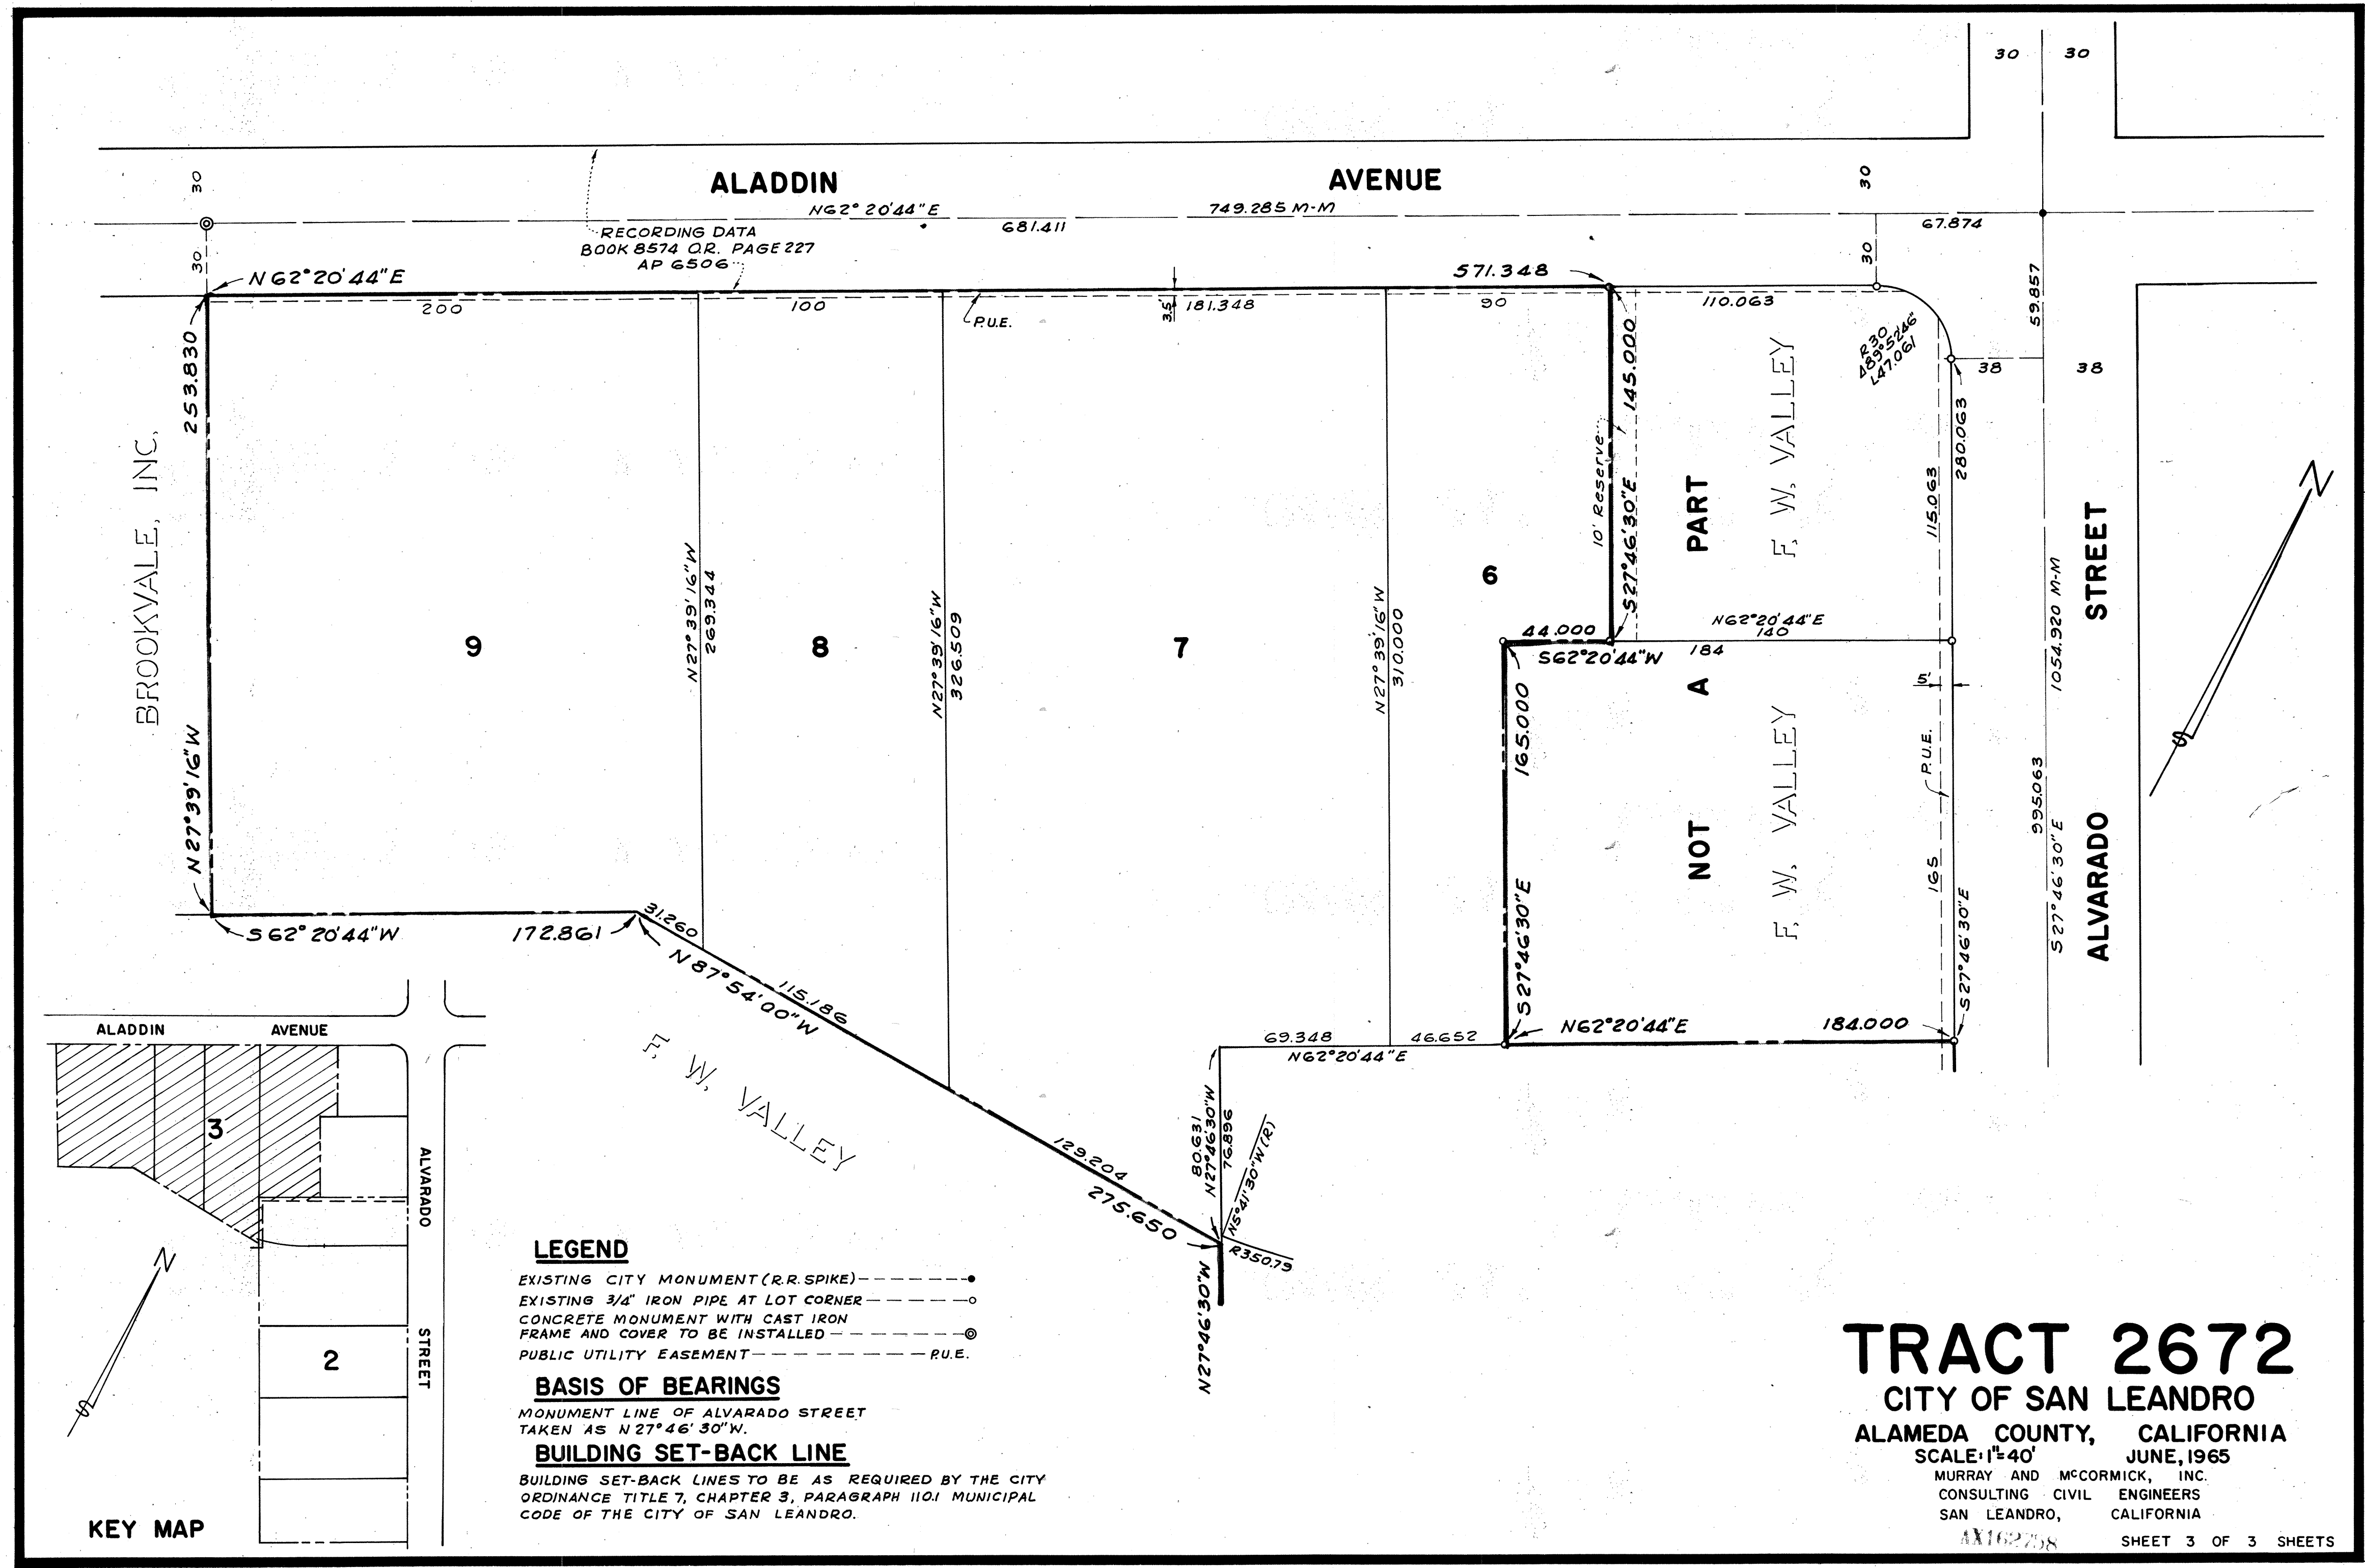 30 30
ALADDIN AVENUE
30
30
N62° 20'44"E
749.285 M-M
681.411
67.874
RECORDING DATA
BOOK 8574 O.R. PAGE 227
AP 6506
30
30
N 62°20'44"E
571.348
200
100
P.U.E.
3.5'
181.348
90
110.063
R 30
Δ89°52'46"
L47.061
59.857
38
38
253.830
N27°39'16"W
BROOKVALE, INC.
9
N27°39'16"W
269.344
8
N27°39'16"W
326.509
7
N27°39'16"W
310.000
6
10' Reserve
S27°46'30"E 145.000
PART
F. W. VALLEY
115.063
280.063
44.000
S62°20'44"W
N62°20'44"E
140
184
165.000
S27°46'30"E
NOT A
F. W. VALLEY
5'
P.U.E.
165
S27°46'30"E
995.063
1054.920 M-M
S27°46'30"E
ALVARADO STREET
N
S
S62°20'44"W
172.861
31.260
N87°54'00"W
115.186
F. W. VALLEY
129.204
275.650
69.348
46.652
N62°20'44"E
N62°20'44"E
184.000
80.631
N27°46'30"W
76.896
N5°41'30"W(R)
R350.79
N27°46'30"W
ALADDIN AVENUE
3
ALVARADO
STREET
2
N
S
KEY MAP
LEGEND
EXISTING CITY MONUMENT (R.R. SPIKE)
EXISTING 3/4" IRON PIPE AT LOT CORNER
CONCRETE MONUMENT WITH CAST IRON
FRAME AND COVER TO BE INSTALLED
PUBLIC UTILITY EASEMENT P.U.E.
BASIS OF BEARINGS
MONUMENT LINE OF ALVARADO STREET
TAKEN AS N27°46'30"W.
BUILDING SET-BACK LINE
BUILDING SET-BACK LINES TO BE AS REQUIRED BY THE CITY
ORDINANCE TITLE 7, CHAPTER 3, PARAGRAPH 110.1 MUNICIPAL
CODE OF THE CITY OF SAN LEANDRO.
TRACT 2672
CITY OF SAN LEANDRO
ALAMEDA COUNTY, CALIFORNIA
SCALE: 1"=40' JUNE, 1965
MURRAY AND McCORMICK, INC.
CONSULTING CIVIL ENGINEERS
SAN LEANDRO, CALIFORNIA
AX162758
SHEET 3 OF 3 SHEETS